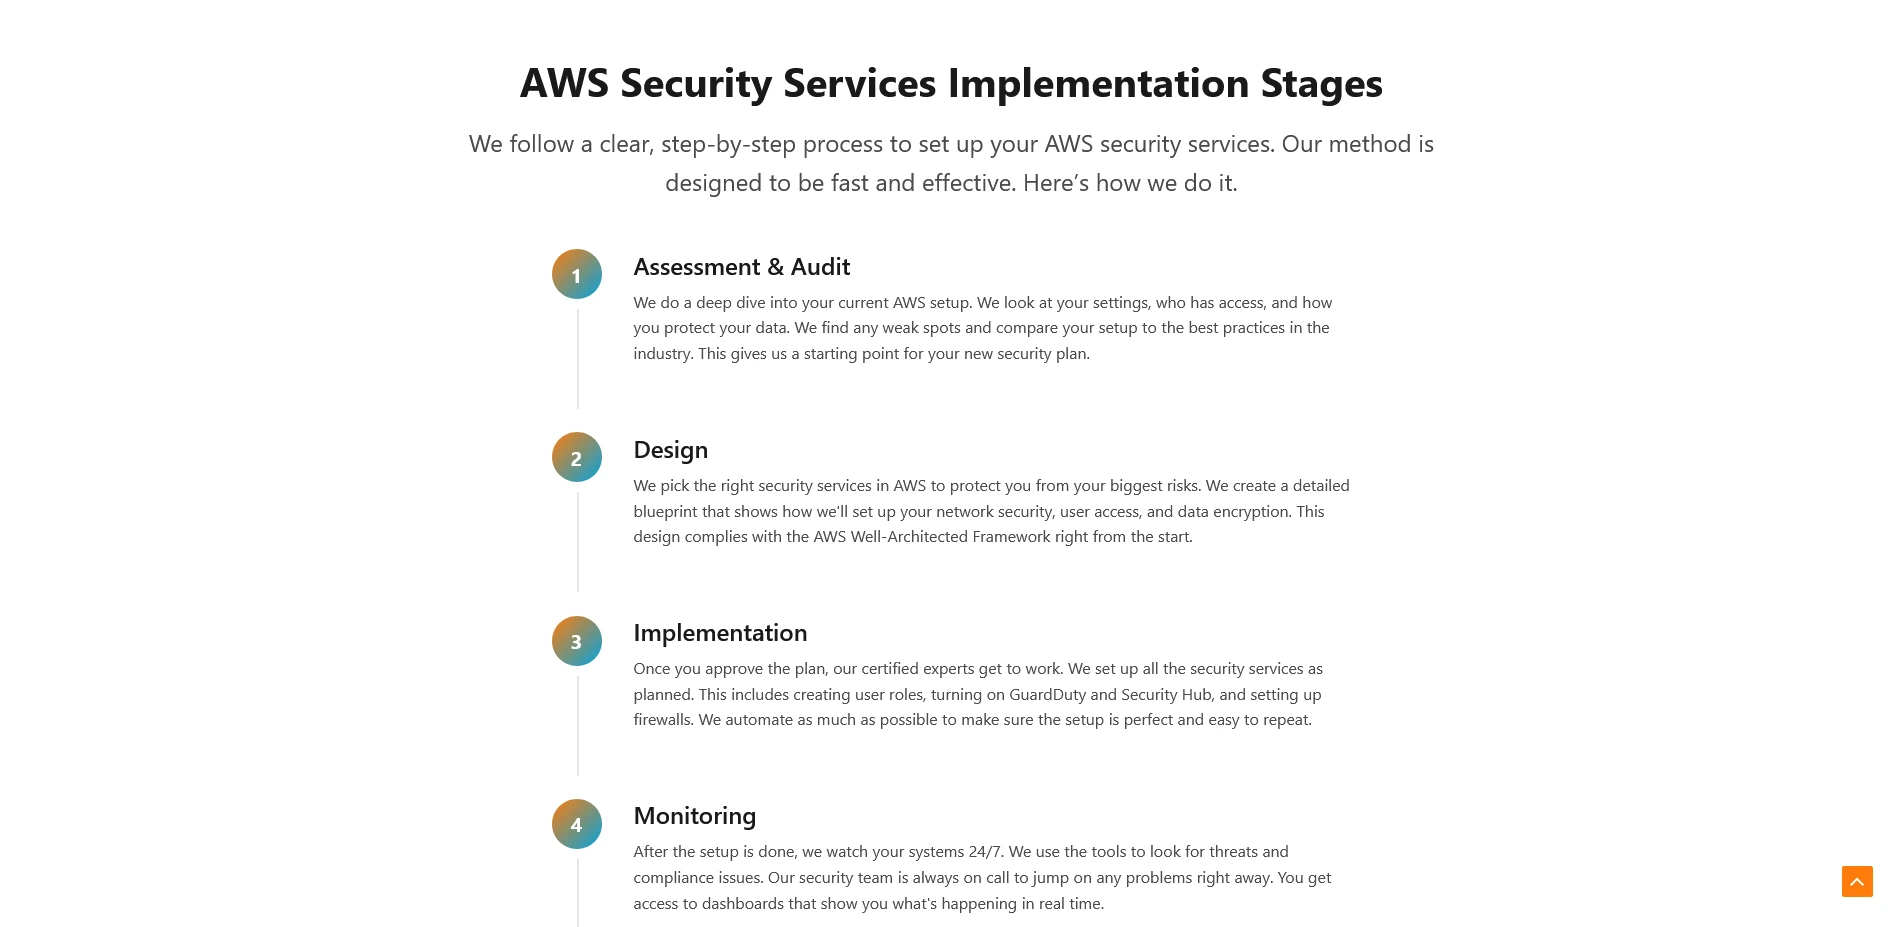 AWS Security Services Implementation Stages
We follow a clear, step-by-step process to set up your AWS security services. Our method is
designed to be fast and effective. Here’s how we do it.
1
Assessment & Audit
We do a deep dive into your current AWS setup. We look at your settings, who has access, and how
you protect your data. We find any weak spots and compare your setup to the best practices in the
industry. This gives us a starting point for your new security plan.
2
Design
We pick the right security services in AWS to protect you from your biggest risks. We create a detailed
blueprint that shows how we'll set up your network security, user access, and data encryption. This
design complies with the AWS Well-Architected Framework right from the start.
3
Implementation
Once you approve the plan, our certified experts get to work. We set up all the security services as
planned. This includes creating user roles, turning on GuardDuty and Security Hub, and setting up
firewalls. We automate as much as possible to make sure the setup is perfect and easy to repeat.
4
Monitoring
After the setup is done, we watch your systems 24/7. We use the tools to look for threats and
compliance issues. Our security team is always on call to jump on any problems right away. You get
access to dashboards that show you what's happening in real time.